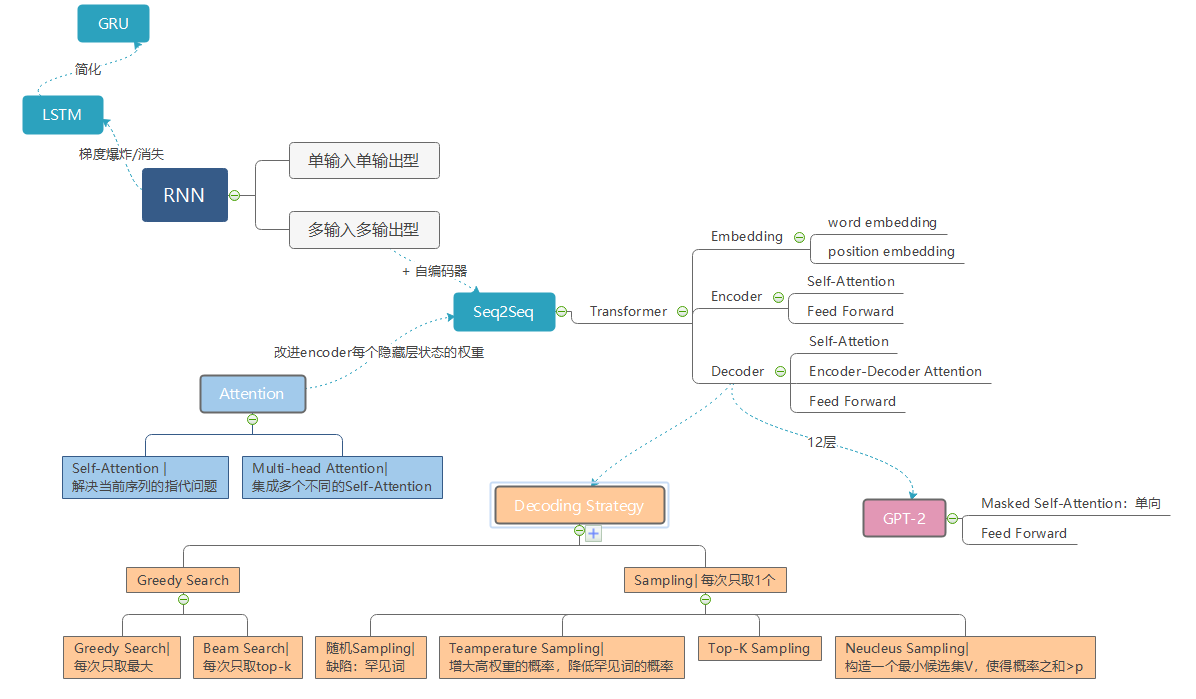 GRU
简化
LSTM
梯度爆炸/消失
RNN
单输入单输出型
多输入多输出型
+ 自编码器
Seq2Seq
改进encoder每个隐藏层状态的权重
Attention
Self-Attention |
解决当前序列的指代问题
Multi-head Attention|
集成多个不同的Self-Attention
Transformer
Embedding
word embedding
position embedding
Encoder
Self-Attention
Feed Forward
Decoder
Self-Attetion
Encoder-Decoder Attention
Feed Forward
12层
GPT-2
Masked Self-Attention：单向
Feed Forward
Decoding Strategy
Greedy Search
Greedy Search|
每次只取最大
Beam Search|
每次只取top-k
Sampling| 每次只取1个
随机Sampling|
缺陷：罕见词
Teamperature Sampling|
增大高权重的概率，降低罕见词的概率
Top-K Sampling
Neucleus Sampling|
构造一个最小候选集V，使得概率之和>p